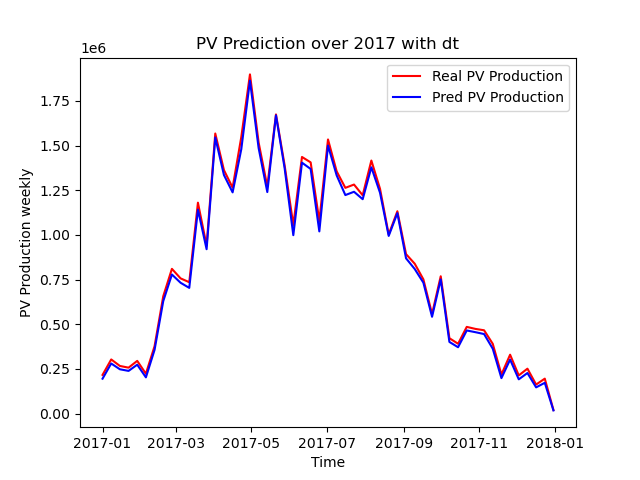 PV Prediction over 2017 with dt
1e6
Real PV Production
Pred PV Production
1.75
1.50
1.25
1.00
0.75
0.50
0.25
0.00
PV Production weekly
2017-01 2017-03 2017-05 2017-07 2017-09 2017-11 2018-01
Time